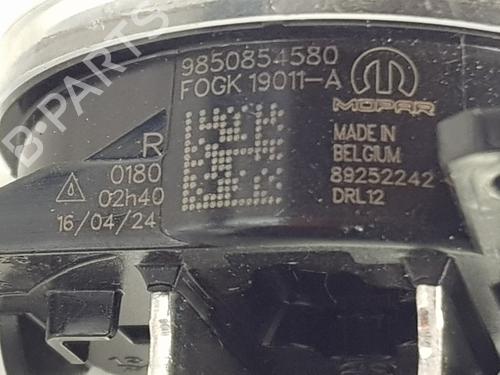 9850854580
FOGK 19011-A
MOPAR
R
MADE IN
BELGIUM
0180
02h40
16/04/24
89252242
DRL12
B-PARTS